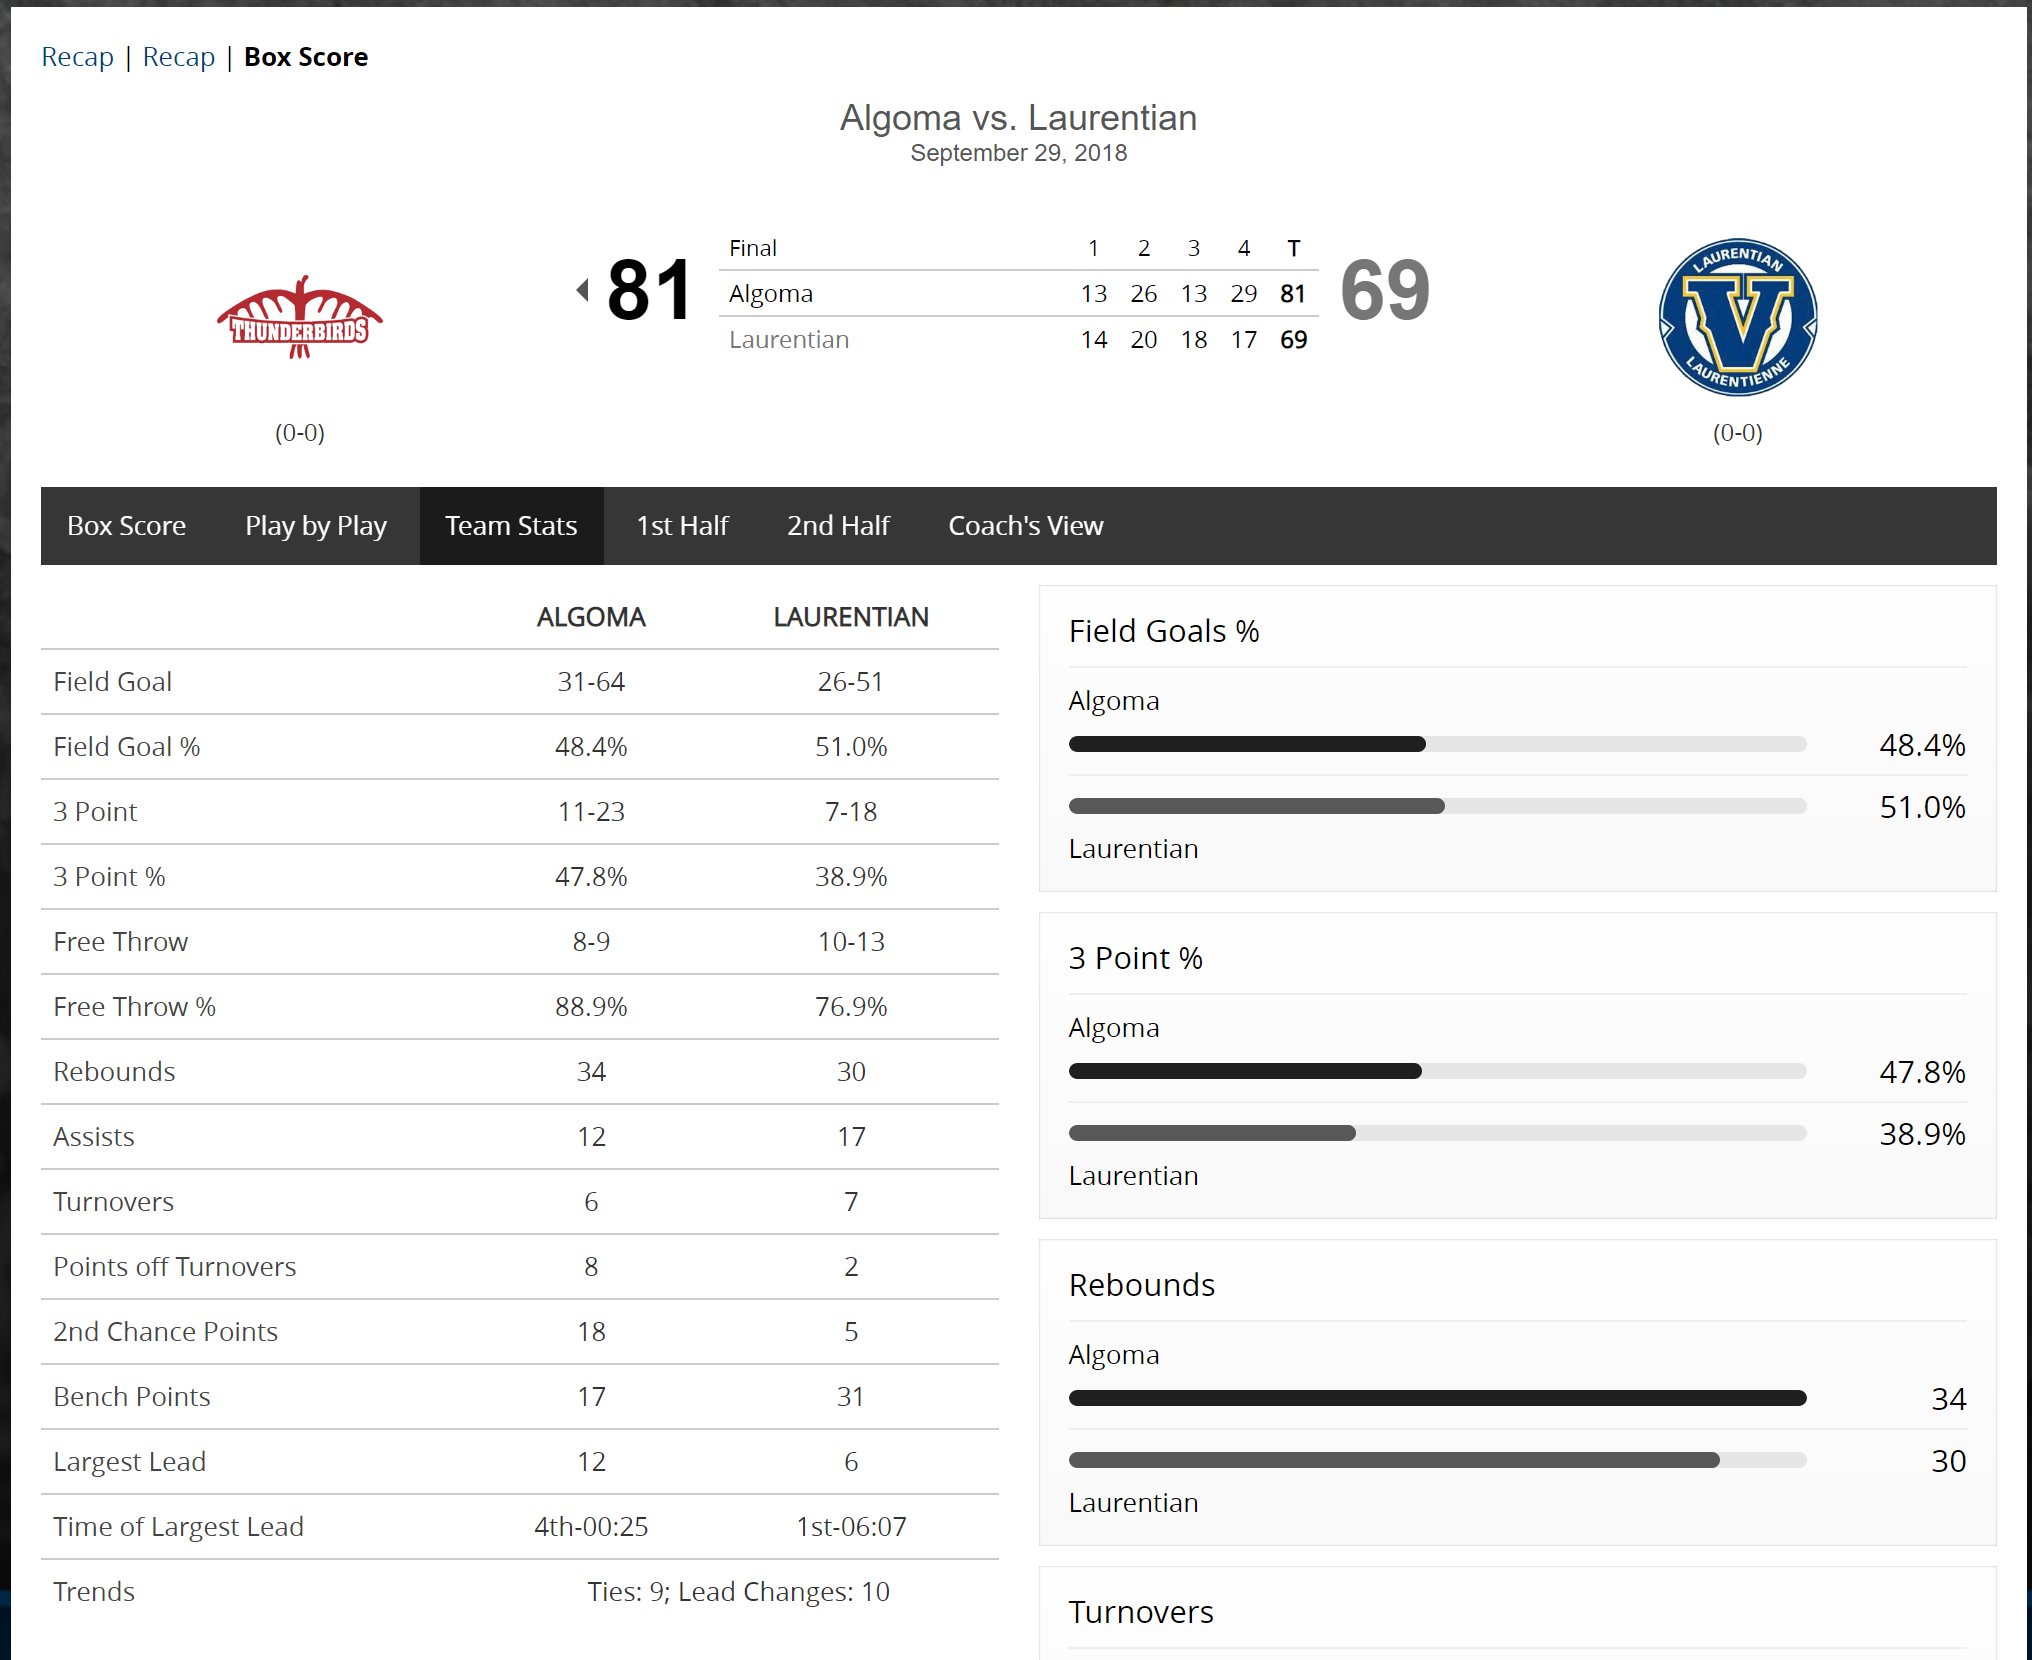 Recap | Recap | Box Score
Algoma vs. Laurentian
September 29, 2018
THUNDERBIRDS
(0-0)
81
Final 1 2 3 4 T
Algoma 13 26 13 29 81
Laurentian 14 20 18 17 69
69
LAURENTIAN
V
LAURENTIENNE
(0-0)
Box Score Play by Play Team Stats 1st Half 2nd Half Coach's View
ALGOMA LAURENTIAN
Field Goal 31-64 26-51
Field Goal % 48.4% 51.0%
3 Point 11-23 7-18
3 Point % 47.8% 38.9%
Free Throw 8-9 10-13
Free Throw % 88.9% 76.9%
Rebounds 34 30
Assists 12 17
Turnovers 6 7
Points off Turnovers 8 2
2nd Chance Points 18 5
Bench Points 17 31
Largest Lead 12 6
Time of Largest Lead 4th-00:25 1st-06:07
Trends Ties: 9; Lead Changes: 10
Field Goals %
Algoma
48.4%
51.0%
Laurentian
3 Point %
Algoma
47.8%
38.9%
Laurentian
Rebounds
Algoma
34
30
Laurentian
Turnovers